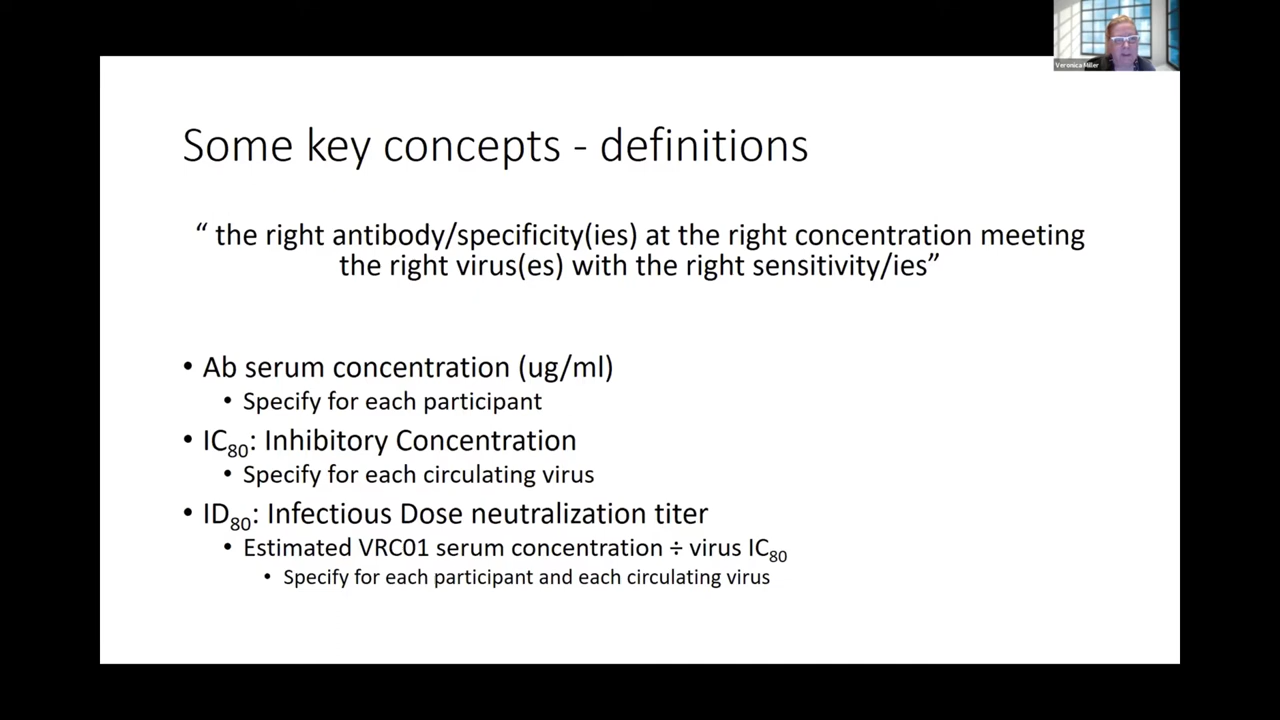 Veronica Miller
Some key concepts - definitions
“ the right antibody/specificity(ies) at the right concentration meeting
the right virus(es) with the right sensitivity/ies”
• Ab serum concentration (ug/ml)
• Specify for each participant
• IC80: Inhibitory Concentration
• Specify for each circulating virus
• ID80: Infectious Dose neutralization titer
• Estimated VRC01 serum concentration ÷ virus IC80
• Specify for each participant and each circulating virus